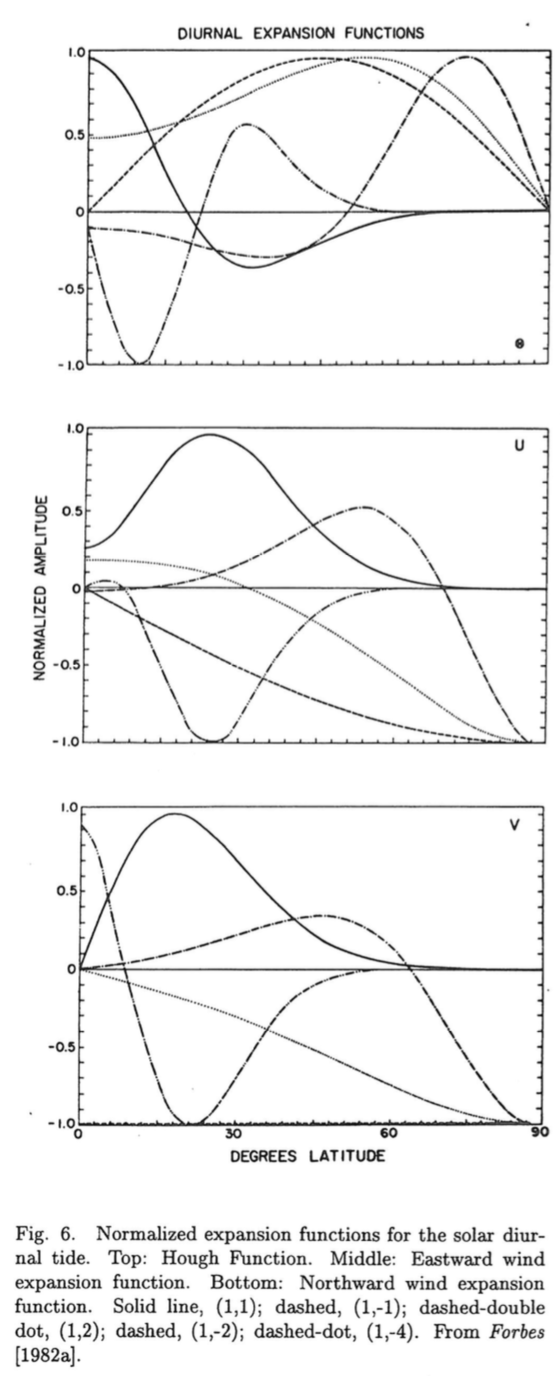 DIURNAL EXPANSION FUNCTIONS
1.0
0.5
0
-0.5
-1.0
Θ
1.0
0.5
0
-0.5
-1.0
U
NORMALIZED AMPLITUDE
1.0
0.5
0
-0.5
-1.0
V
0 30 60 90
DEGREES LATITUDE
Fig. 6. Normalized expansion functions for the solar diur-
nal tide. Top: Hough Function. Middle: Eastward wind
expansion function. Bottom: Northward wind expansion
function. Solid line, (1,1); dashed, (1,-1); dashed-double
dot, (1,2); dashed, (1,-2); dashed-dot, (1,-4). From Forbes
[1982a].